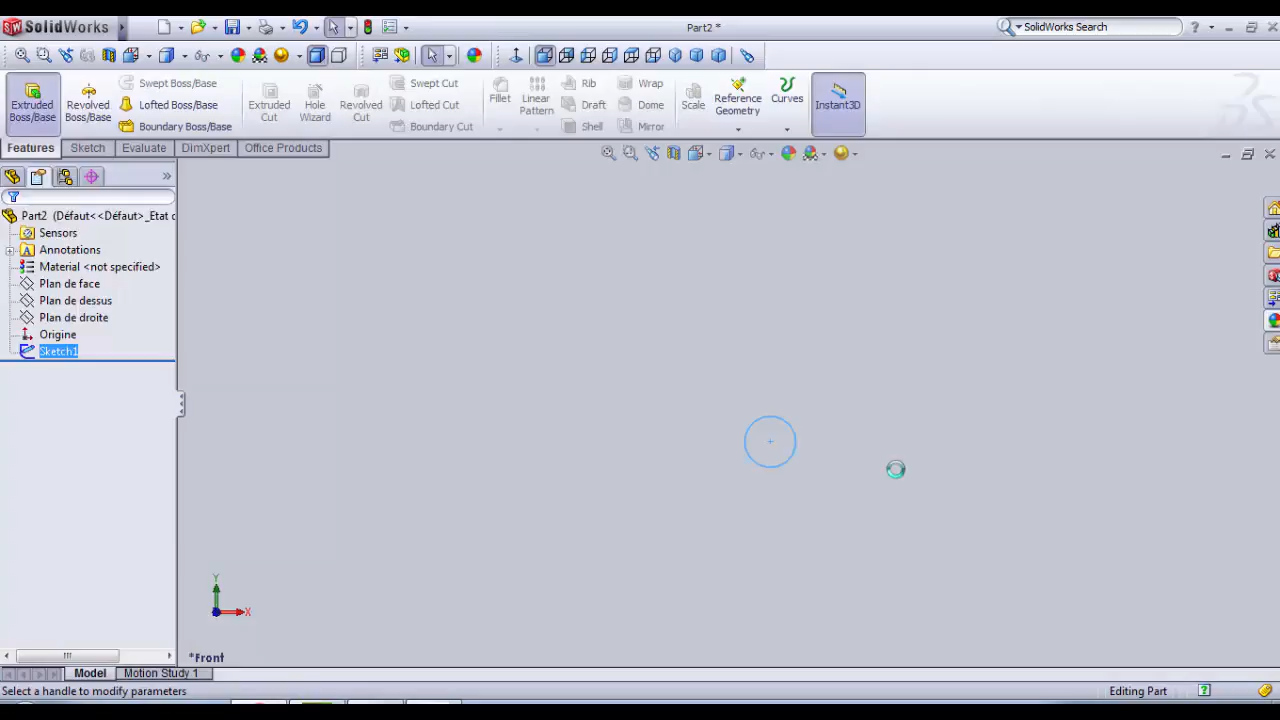 SolidWorks
Part2 *
SolidWorks Search
Extruded
Boss/Base
Revolved
Boss/Base
Swept Boss/Base
Lofted Boss/Base
Boundary Boss/Base
Extruded
Cut
Hole
Wizard
Revolved
Cut
Swept Cut
Lofted Cut
Boundary Cut
Fillet
Linear
Pattern
Rib
Draft
Shell
Wrap
Dome
Mirror
Scale
Reference
Geometry
Curves
Instant3D
Features
Sketch
Evaluate
DimXpert
Office Products
Part2 (Défaut<<Défaut>_Etat c
Sensors
Annotations
Material <not specified>
Plan de face
Plan de dessus
Plan de droite
Origine
Sketch1
Y
X
*Front
Model
Motion Study 1
Select a handle to modify parameters
Editing Part